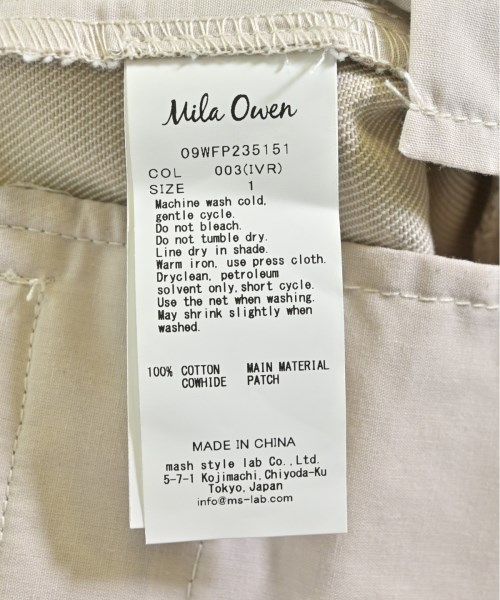 Mila Owen
09WFP235151
COL 003(IVR)
SIZE 1
Machine wash cold,
gentle cycle.
Do not bleach.
Do not tumble dry.
Line dry in shade.
Warm iron, use press cloth.
Dryclean, petroleum
solvent only,short cycle.
Use the net when washing.
May shrink slightly when
washed.
100% COTTON MAIN MATERIAL
COWHIDE PATCH
MADE IN CHINA
mash style lab Co.,Ltd.
5-7-1 Kojimachi,Chiyoda-Ku
Tokyo,Japan
info@ms-lab.com